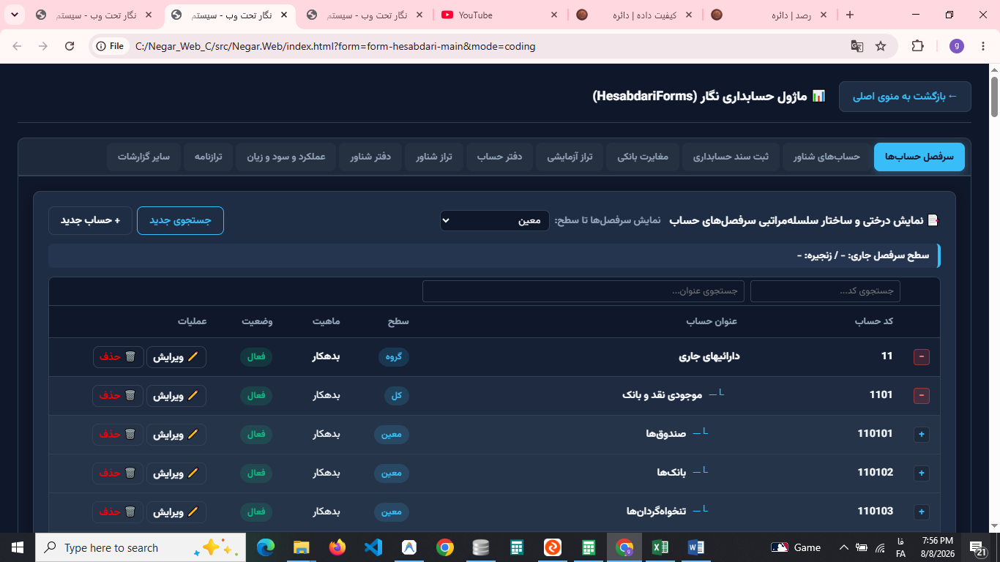 نگار تحت وب - سیستم
نگار تحت وب - سیستم
نگار تحت وب - سیستم
YouTube
کیفیت داده | دائره
رصد | دائره
File
C:/Negar_Web_C/src/Negar.Web/index.html?form=form-hesabdari-main&mode=coding
g
← بازگشت به منوی اصلی
ماژول حسابداری نگار (HesabdariForms)
سرفصل حساب‌ها
حساب‌های شناور
ثبت سند حسابداری
مغایرت بانکی
تراز آزمایشی
دفتر حساب
تراز شناور
دفتر شناور
عملکرد و سود و زیان
ترازنامه
سایر گزارشات
نمایش درختی و ساختار سلسله‌مراتبی سرفصل‌های حساب
نمایش سرفصل‌ها تا سطح:
معین
جستجوی جدید
+ حساب جدید
سطح سرفصل جاری: - / زنجیره: -
جستجوی کد...
جستجوی عنوان...
کد حساب عنوان حساب سطح ماهیت وضعیت عملیات
− 11 دارائیهای جاری گروه بدهکار فعال ویرایش حذف
− 1101 موجودی نقد و بانک کل بدهکار فعال ویرایش حذف
+ 110101 صندوق‌ها معین بدهکار فعال ویرایش حذف
+ 110102 بانک‌ها معین بدهکار فعال ویرایش حذف
+ 110103 تنخواه‌گردان‌ها معین بدهکار فعال ویرایش حذف
Type here to search
Game
فا
FA
7:56 PM
8/8/2026
21